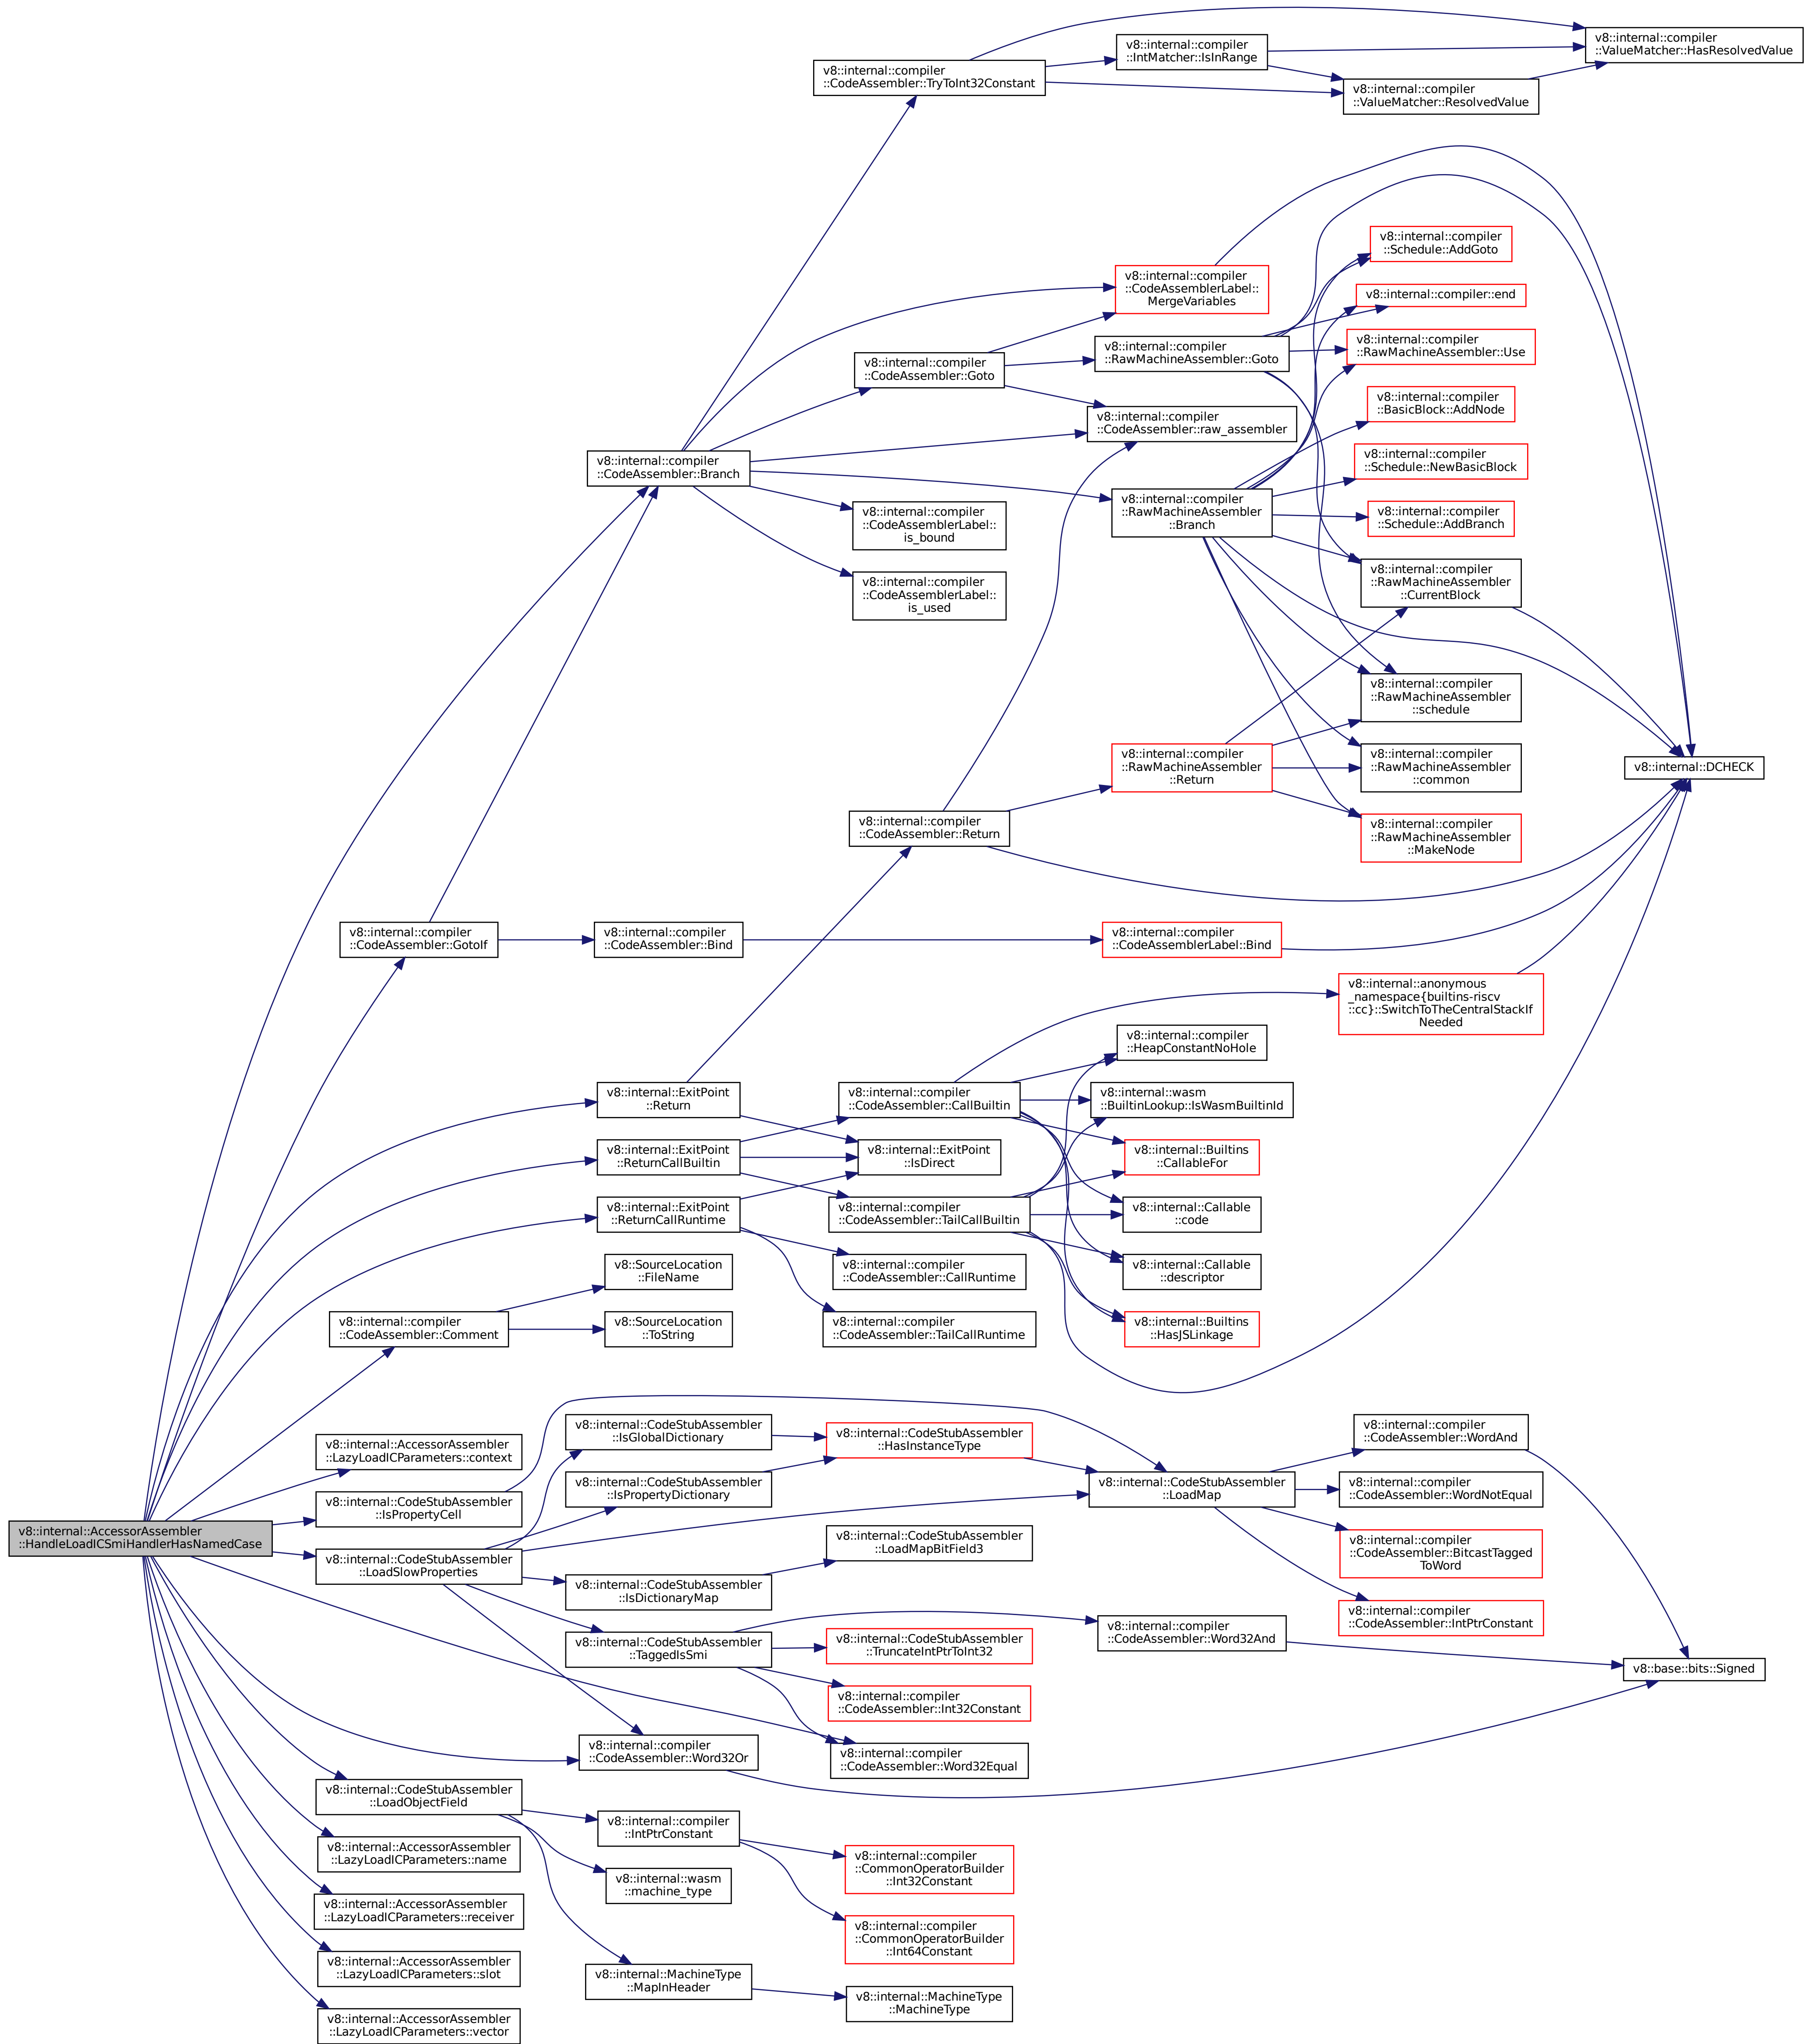 v8::internal::compiler
::IntMatcher::IsInRange
v8::internal::compiler
::ValueMatcher::HasResolvedValue
v8::internal::compiler
::CodeAssembler::TryToInt32Constant
v8::internal::compiler
::ValueMatcher::ResolvedValue
v8::internal::compiler
::Schedule::AddGoto
v8::internal::compiler
::CodeAssemblerLabel::
MergeVariables
v8::internal::compiler::end
v8::internal::compiler
::RawMachineAssembler::Goto
v8::internal::compiler
::RawMachineAssembler::Use
v8::internal::compiler
::CodeAssembler::Goto
v8::internal::compiler
::BasicBlock::AddNode
v8::internal::compiler
::CodeAssembler::raw_assembler
v8::internal::compiler
::CodeAssembler::Branch
v8::internal::compiler
::Schedule::NewBasicBlock
v8::internal::compiler
::RawMachineAssembler
::Branch
v8::internal::compiler
::Schedule::AddBranch
v8::internal::compiler
::CodeAssemblerLabel::
is_bound
v8::internal::compiler
::RawMachineAssembler
::CurrentBlock
v8::internal::compiler
::CodeAssemblerLabel::
is_used
v8::internal::compiler
::RawMachineAssembler
::schedule
v8::internal::compiler
::RawMachineAssembler
::Return
v8::internal::compiler
::RawMachineAssembler
::common
v8::internal::DCHECK
v8::internal::compiler
::CodeAssembler::Return
v8::internal::compiler
::RawMachineAssembler
::MakeNode
v8::internal::compiler
::CodeAssembler::GotoIf
v8::internal::compiler
::CodeAssembler::Bind
v8::internal::compiler
::CodeAssemblerLabel::Bind
v8::internal::anonymous
_namespace{builtins-riscv
::cc}::SwitchToTheCentralStackIf
Needed
v8::internal::compiler
::HeapConstantNoHole
v8::internal::ExitPoint
::Return
v8::internal::compiler
::CodeAssembler::CallBuiltin
v8::internal::wasm
::BuiltinLookup::IsWasmBuiltinId
v8::internal::ExitPoint
::ReturnCallBuiltin
v8::internal::ExitPoint
::IsDirect
v8::internal::Builtins
::CallableFor
v8::internal::ExitPoint
::ReturnCallRuntime
v8::internal::compiler
::CodeAssembler::TailCallBuiltin
v8::internal::Callable
::code
v8::SourceLocation
::FileName
v8::internal::compiler
::CodeAssembler::CallRuntime
v8::internal::Callable
::descriptor
v8::internal::compiler
::CodeAssembler::Comment
v8::SourceLocation
::ToString
v8::internal::compiler
::CodeAssembler::TailCallRuntime
v8::internal::Builtins
::HasJSLinkage
v8::internal::AccessorAssembler
::LazyLoadICParameters::context
v8::internal::CodeStubAssembler
::IsGlobalDictionary
v8::internal::CodeStubAssembler
::HasInstanceType
v8::internal::compiler
::CodeAssembler::WordAnd
v8::internal::CodeStubAssembler
::IsPropertyCell
v8::internal::CodeStubAssembler
::IsPropertyDictionary
v8::internal::CodeStubAssembler
::LoadMap
v8::internal::compiler
::CodeAssembler::WordNotEqual
v8::internal::AccessorAssembler
::HandleLoadICSmiHandlerHasNamedCase
v8::internal::CodeStubAssembler
::LoadSlowProperties
v8::internal::CodeStubAssembler
::LoadMapBitField3
v8::internal::compiler
::CodeAssembler::BitcastTagged
ToWord
v8::internal::CodeStubAssembler
::IsDictionaryMap
v8::internal::compiler
::CodeAssembler::IntPtrConstant
v8::internal::CodeStubAssembler
::TaggedIsSmi
v8::internal::CodeStubAssembler
::TruncateIntPtrToInt32
v8::internal::compiler
::CodeAssembler::Word32And
v8::base::bits::Signed
v8::internal::compiler
::CodeAssembler::Int32Constant
v8::internal::compiler
::CodeAssembler::Word32Or
v8::internal::compiler
::CodeAssembler::Word32Equal
v8::internal::CodeStubAssembler
::LoadObjectField
v8::internal::compiler
::IntPtrConstant
v8::internal::AccessorAssembler
::LazyLoadICParameters::name
v8::internal::compiler
::CommonOperatorBuilder
::Int32Constant
v8::internal::wasm
::machine_type
v8::internal::AccessorAssembler
::LazyLoadICParameters::receiver
v8::internal::compiler
::CommonOperatorBuilder
::Int64Constant
v8::internal::AccessorAssembler
::LazyLoadICParameters::slot
v8::internal::MachineType
::MapInHeader
v8::internal::MachineType
::MachineType
v8::internal::AccessorAssembler
::LazyLoadICParameters::vector